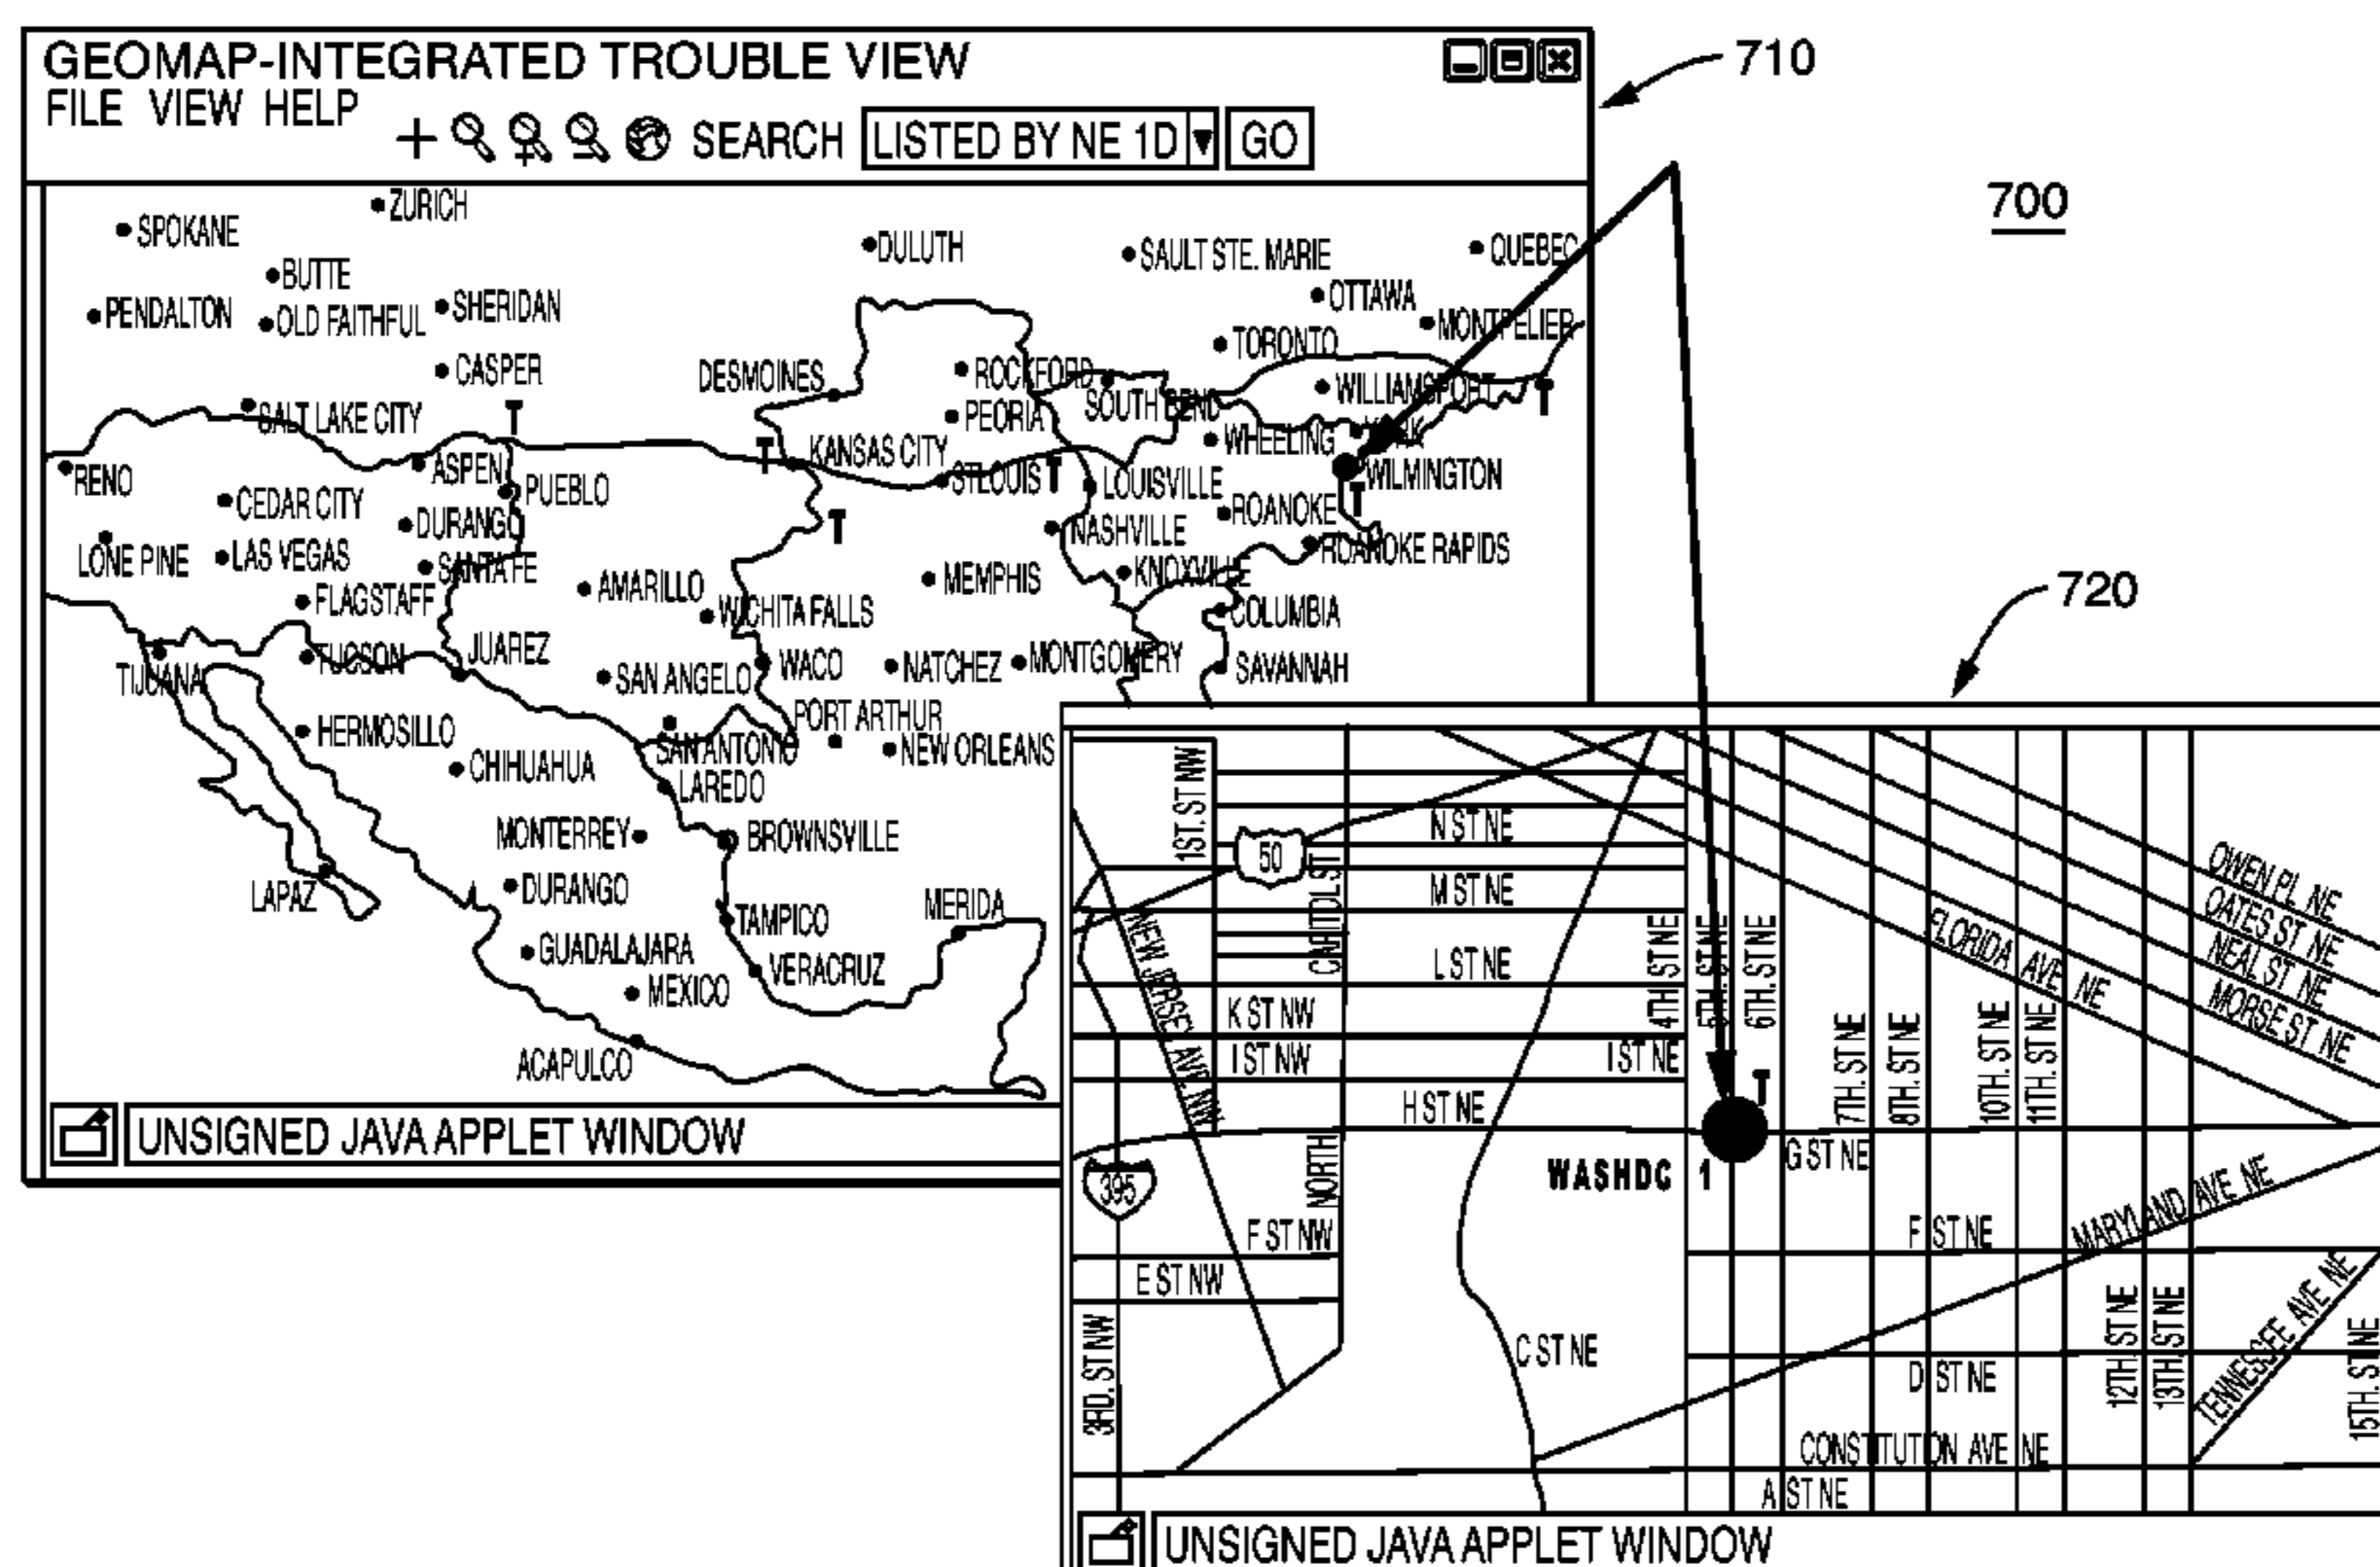 GEOMAP-INTEGRATED TROUBLE VIEW
FILE VIEW HELP
SEARCH LISTED BY NE 1D GO
710
700
ZURICH
SPOKANE
DULUTH
SAULT STE. MARIE
QUEBEC
BUTTE
PENDALTON
OLD FAITHFUL
SHERIDAN
OTTAWA
MONTPELIER
TORONTO
CASPER
DESMOINES
ROCKFORD
WILLIAMSPORT
SALT LAKE CITY
T
PEORIA
SOUTH BEND
T
YORK
WHEELING
T
KANSAS CITY
RENO
ASPEN
PUEBLO
ST.LOUIS
T
LOUISVILLE
WILMINGTON
T
CEDAR CITY
DURANGO
T
NASHVILLE
ROANOKE
LONE PINE
LAS VEGAS
SANTA FE
ROANOKE RAPIDS
AMARILLO
MEMPHIS
KNOXVILLE
FLAGSTAFF
WICHITA FALLS
COLUMBIA
720
TIJUANA
TUCSON
JUAREZ
SAN ANGELO
WACO
NATCHEZ
MONTGOMERY
SAVANNAH
HERMOSILLO
SAN ANTONIO
PORT ARTHUR
NEW ORLEANS
CHIHUAHUA
LAREDO
MONTERREY
BROWNSVILLE
LAPAZ
DURANGO
TAMPICO
MERIDA
GUADALAJARA
VERACRUZ
MEXICO
ACAPULCO
UNSIGNED JAVA APPLET WINDOW
1ST. ST NW
50
N ST NE
M ST NE
L ST NE
K ST NW
I ST NW
I ST NE
H ST NE
NEW JERSEY AVE NW
NORTH CARITOL ST
4TH. ST NE
5TH. ST NE
6TH. ST NE
7TH. ST NE
8TH. ST NE
10TH. ST NE
11TH. ST NE
OWEN PL NE
OATES ST NE
NEAL ST NE
MORSE ST NE
FLORIDA AVE NE
T
WASHDC 1
G ST NE
395
F ST NW
E ST NW
3RD. ST NW
C ST NE
F ST NE
MARYLAND AVE NE
D ST NE
12TH. ST NE
13TH. ST NE
TENNESSEE AVE NE
15TH. ST NE
CONSTITUTION AVE NE
A ST NE
UNSIGNED JAVA APPLET WINDOW